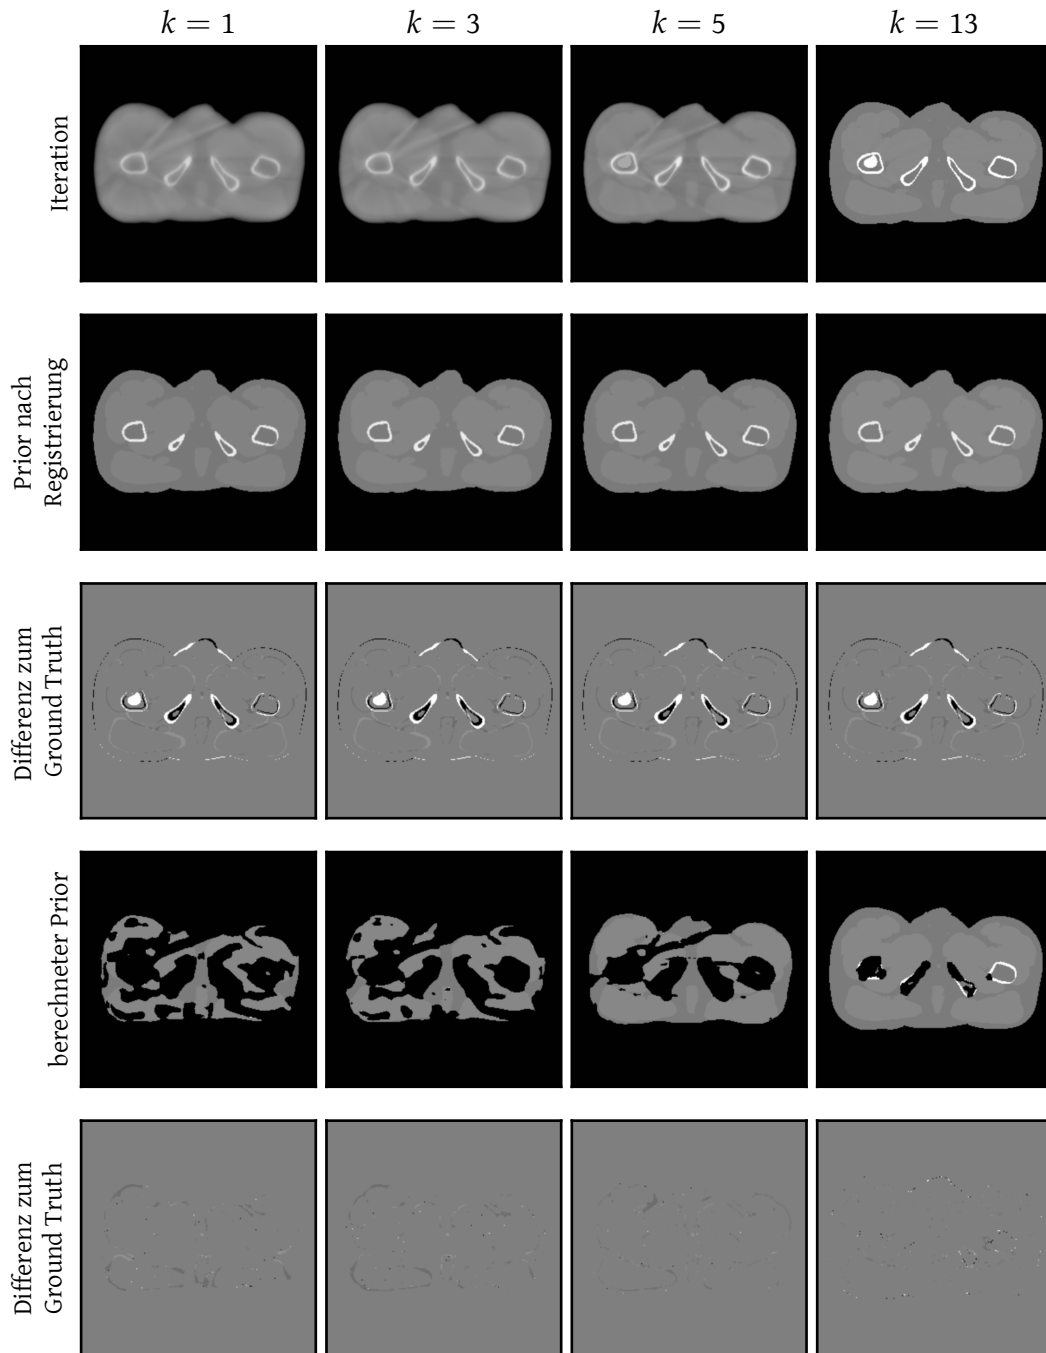 k = 1
k = 3
k = 5
k = 13
Iteration
Prior nach
Registrierung
Differenz zum
Ground Truth
berechneter Prior
Differenz zum
Ground Truth